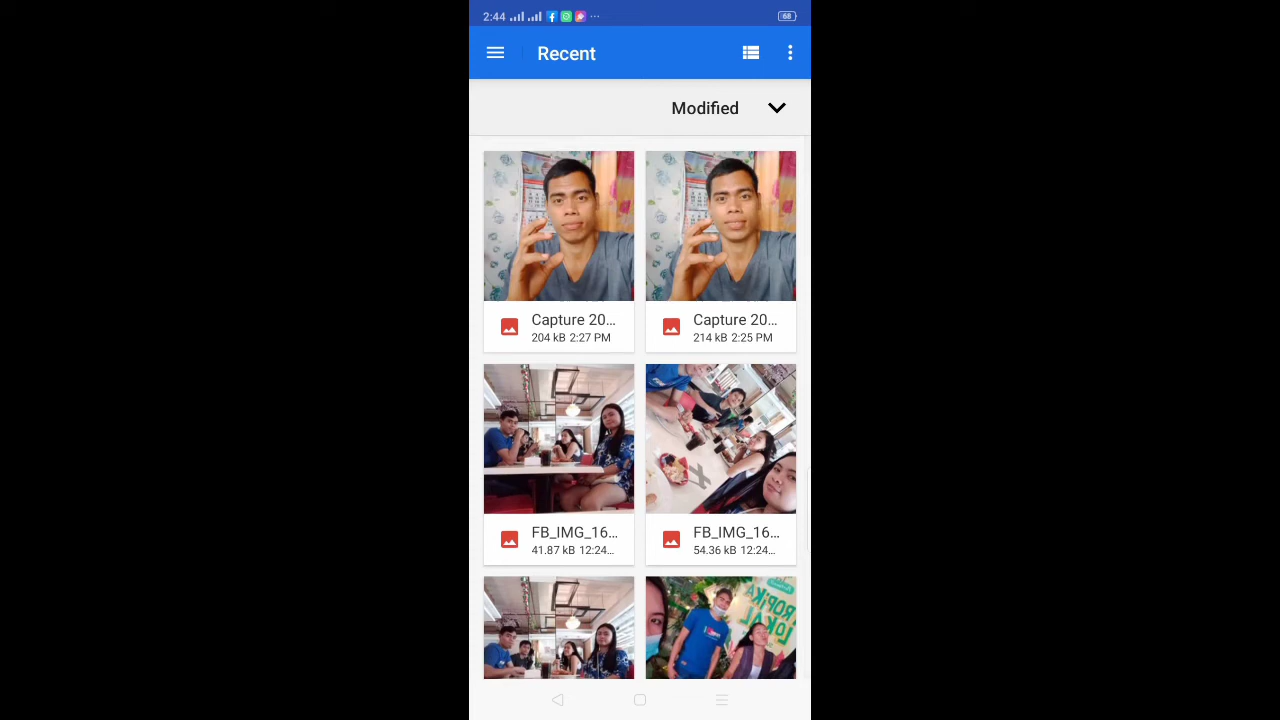 2:44
68
Recent
Modified
Capture 20...
204 kB 2:27 PM
Capture 20...
214 kB 2:25 PM
FB_IMG_16...
41.87 kB 12:24...
FB_IMG_16...
54.36 kB 12:24...